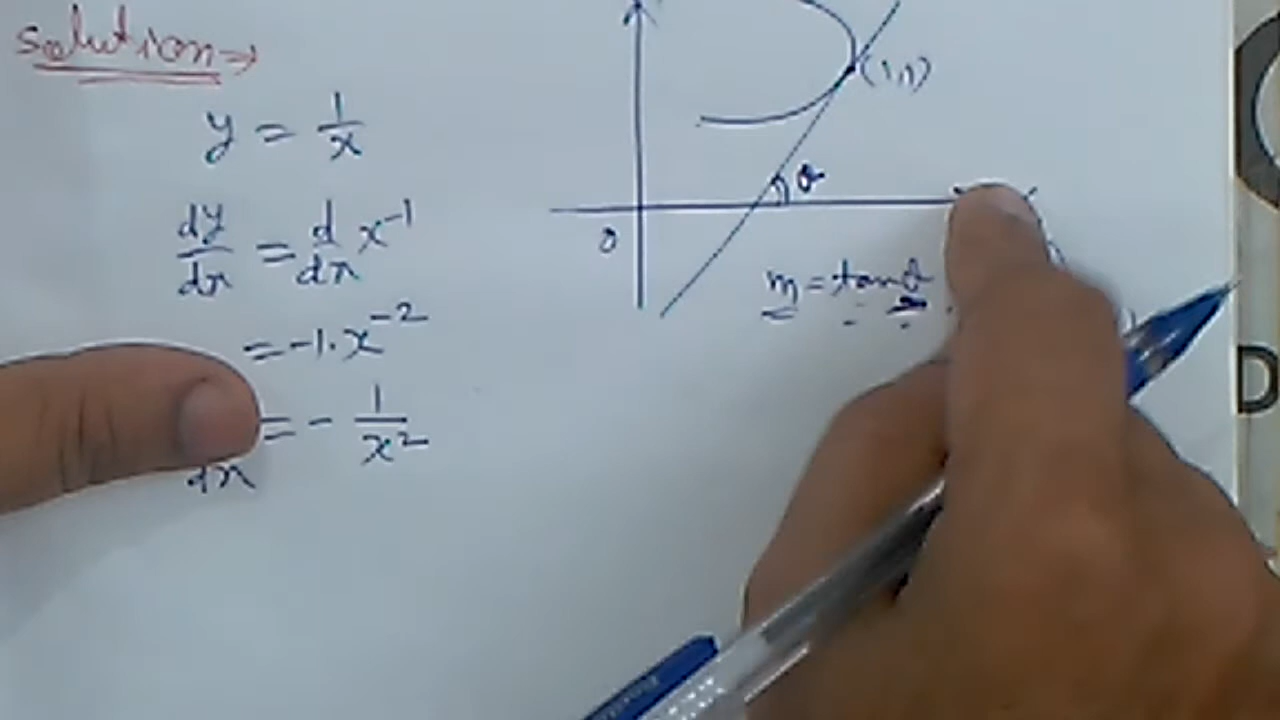 Solution →
y = 1/x
dy/dx = d/dx x⁻¹
= -1. x⁻²
dx = - 1/x²
(1,1)
θ
0
m = tanθ
D